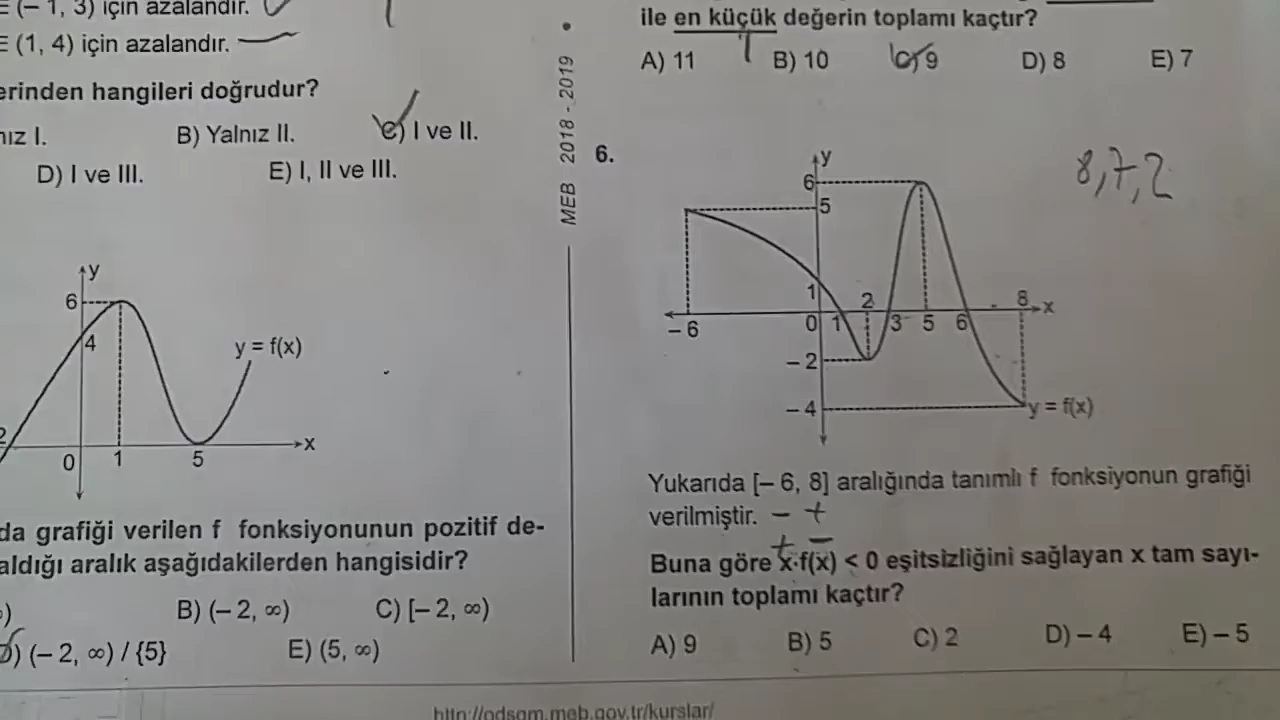 (– 1, 3) için azalandır.
∈ (1, 4) için azalandır.
erinden hangileri doğrudur?
nız I.
B) Yalnız II.
C) I ve II.
D) I ve III.
E) I, II ve III.
y
6
4
y = f(x)
0
1
5
x
da grafiği verilen f fonksiyonunun pozitif de-
aldığı aralık aşağıdakilerden hangisidir?
B) (– 2, ∞)
C) [– 2, ∞)
D) (– 2, ∞) / {5}
E) (5, ∞)
MEB 2018 - 2019
ile en küçük değerin toplamı kaçtır?
A) 11
B) 10
C) 9
D) 8
E) 7
6.
8,7,2
y
6
5
1
2
8
x
– 6
0
1
3
5
6
– 2
– 4
y = f(x)
Yukarıda [– 6, 8] aralığında tanımlı f fonksiyonun grafiği
verilmiştir. – +
+ –
Buna göre x·f(x) < 0 eşitsizliğini sağlayan x tam sayı-
larının toplamı kaçtır?
A) 9
B) 5
C) 2
D) – 4
E) – 5
http://odsgm.meb.gov.tr/kurslar/